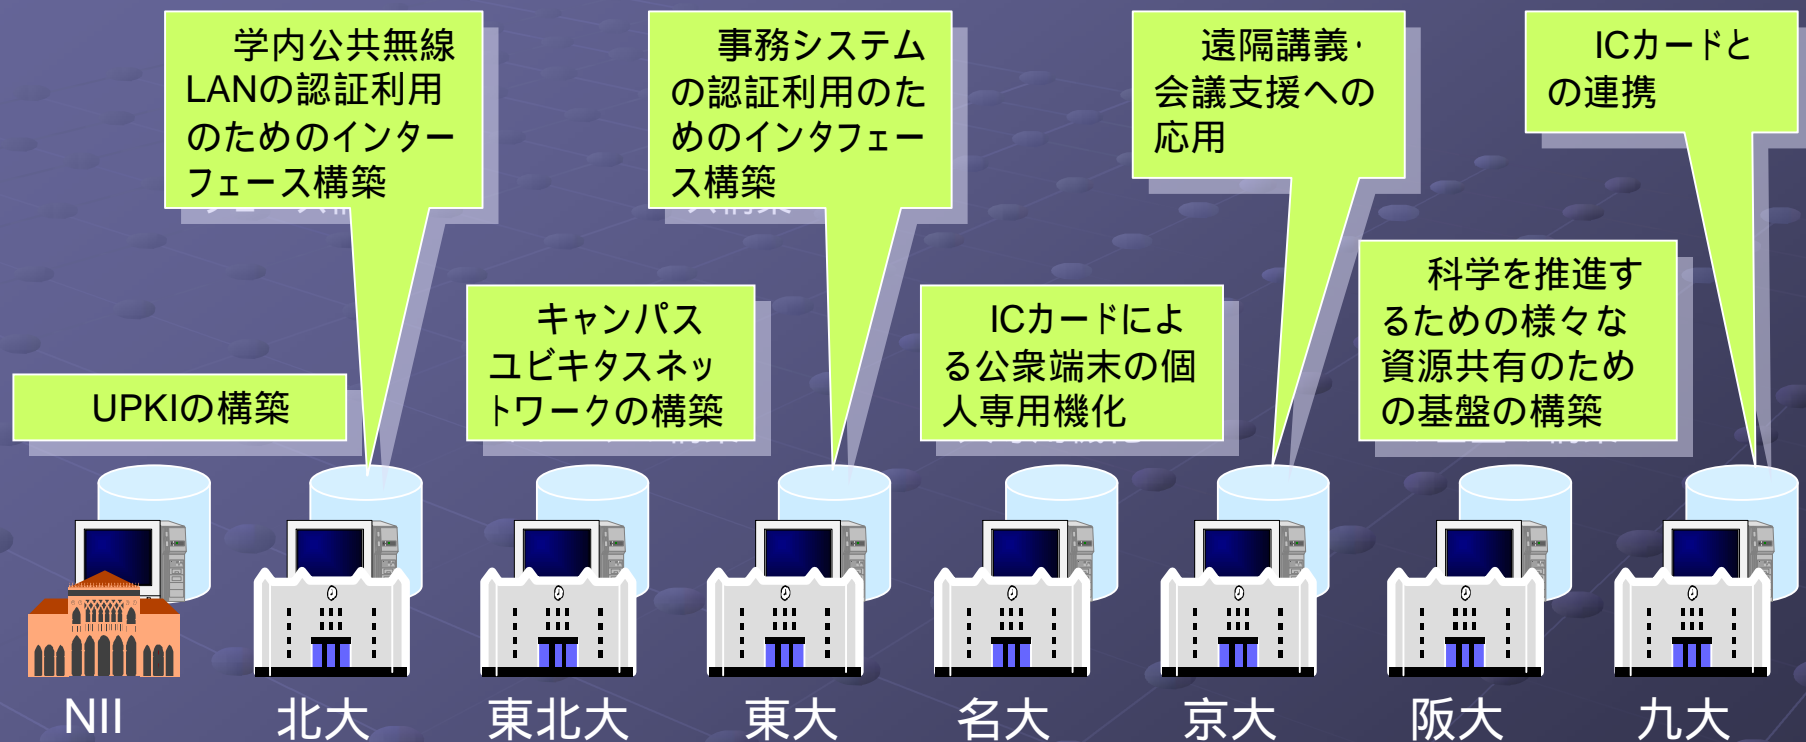 学内公共無線
LANの認証利用
のためのインター
フェース構築
事務システム
の認証利用のた
めのインタフェー
ス構築
遠隔講義・
会議支援への
応用
ICカードと
の連携
UPKIの構築
キャンパス
ユビキタスネッ
トワークの構築
ICカードによ
る公衆端末の個
人専用機化
科学を推進す
るための様々な
資源共有のため
の基盤の構築
NII
北大
東北大
東大
名大
京大
阪大
九大